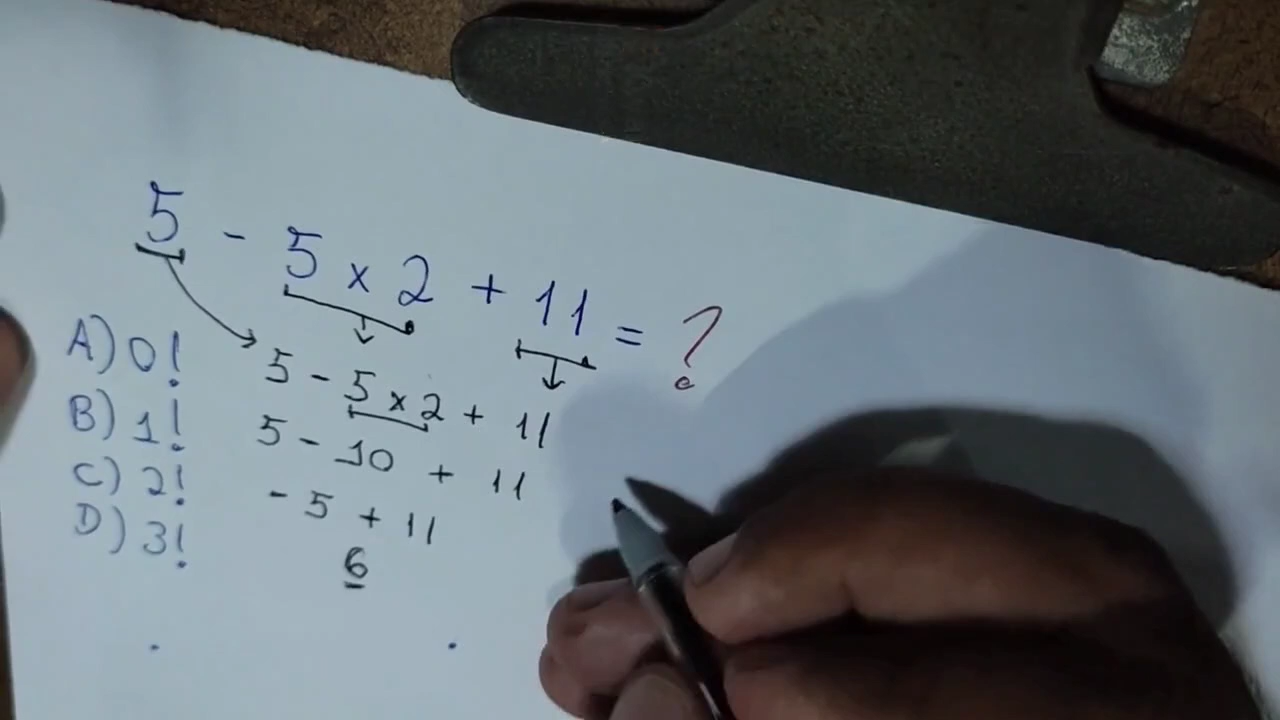 5 - 5 x 2 + 11 = ?
A) 0!
B) 1!
C) 2!
D) 3!
5 - 5 x 2 + 11
5 - 10 + 11
- 5 + 11
6